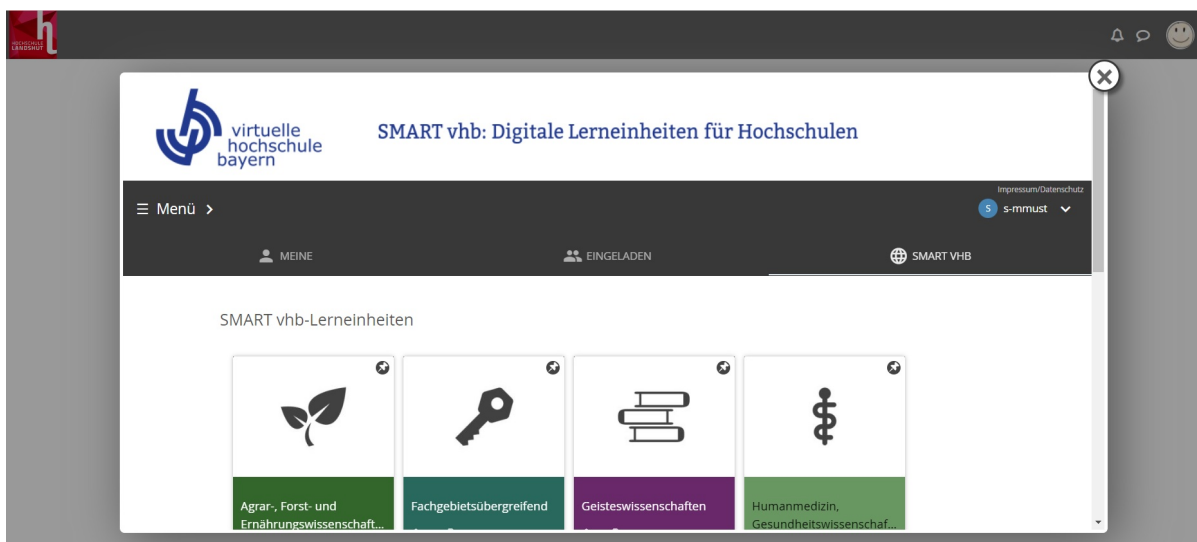 HOCHSCHULE
LANDSHUT
virtuelle
hochschule
bayern
SMART vhb: Digitale Lerneinheiten für Hochschulen
Impressum/Datenschutz
Menü
S s-mmust
MEINE
EINGELADEN
SMART VHB
SMART vhb-Lerneinheiten
Agrar-, Forst- und
Ernährungswissenschaft...
Fachgebietsübergreifend
Geisteswissenschaften
Humanmedizin,
Gesundheitswissenschaf...